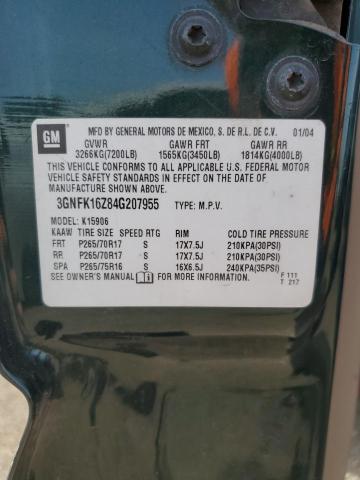 GM
MFD BY GENERAL MOTORS DE MEXICO, S. DE R.L. DE C.V. 01/04
GVWR GAWR FRT GAWR RR
3266KG(7200LB) 1565KG(3450LB) 1814KG(4000LB)
THIS VEHICLE CONFORMS TO ALL APPLICABLE U.S. FEDERAL MOTOR
VEHICLE SAFETY STANDARDS IN EFFECT ON THE DATE OF
MANUFACTURE SHOWN ABOVE.
3GNFK16Z84G207955 TYPE: M.P.V.
MODEL: K15906
KAAW TIRE SIZE SPEED RTG RIM COLD TIRE PRESSURE
FRT P265/70R17 S 17X7.5J 210KPA(30PSI)
RR P265/70R17 S 17X7.5J 210KPA(30PSI)
SPA P265/75R16 S 16X6.5J 240KPA(35PSI)
SEE OWNER'S MANUAL FOR MORE INFORMATION. F 111
T 217